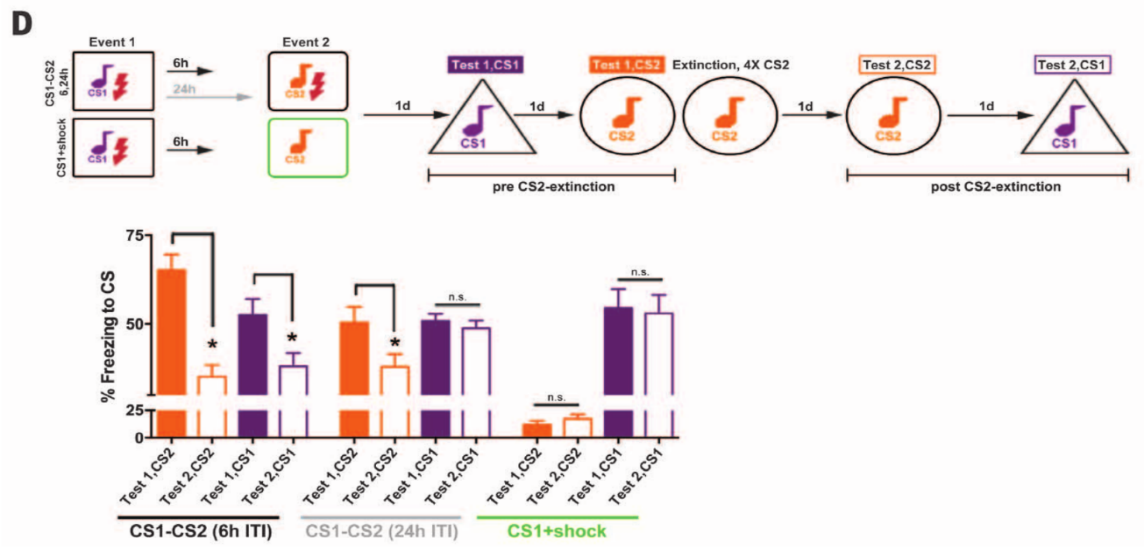 D
Event 1
Event 2
CS1-CS2
6,24h
CS1
6h
24h
CS2
CS1+shock
CS1
6h
CS2
1d
Test 1,CS1
CS1
1d
Test 1,CS2
CS2
Extinction, 4X CS2
CS2
1d
Test 2,CS2
CS2
1d
Test 2,CS1
CS1
pre CS2-extinction
post CS2-extinction
% Freezing to CS
75
50
25
0
*
*
*
n.s.
n.s.
n.s.
Test 1,CS2
Test 2,CS2
Test 1,CS1
Test 2,CS1
Test 1,CS2
Test 2,CS2
Test 1,CS1
Test 2,CS1
Test 1,CS2
Test 2,CS2
Test 1,CS1
Test 2,CS1
CS1-CS2 (6h ITI)
CS1-CS2 (24h ITI)
CS1+shock